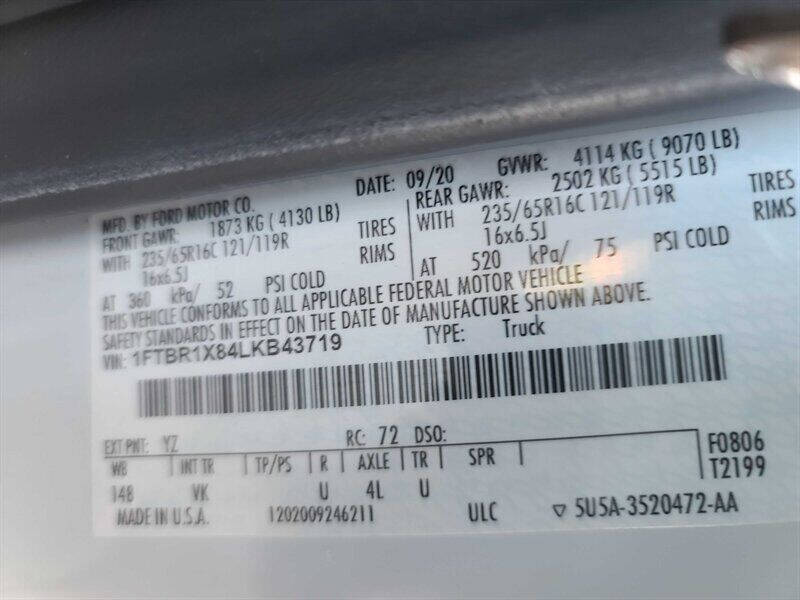 MFD. BY FORD MOTOR CO.
DATE: 09/20 GVWR: 4114 KG ( 9070 LB)
FRONT GAWR: 1873 KG ( 4130 LB)
REAR GAWR: 2502 KG ( 5515 LB)
WITH 235/65R16C 121/119R TIRES
WITH 235/65R16C 121/119R TIRES
16x6.5J RIMS
16x6.5J RIMS
AT 360 kPa/ 52 PSI COLD
AT 520 kPa/ 75 PSI COLD
THIS VEHICLE CONFORMS TO ALL APPLICABLE FEDERAL MOTOR VEHICLE
SAFETY STANDARDS IN EFFECT ON THE DATE OF MANUFACTURE SHOWN ABOVE.
VIN: 1FTBR1X84LKB43719 TYPE: Truck
EXT PNT: YZ RC: 72 DSO:
WB INT TR TP/PS R AXLE TR SPR F0806
T2199
148 VK U 4L U
MADE IN U.S.A. 1202009246211 ULC ▽ 5U5A-3520472-AA